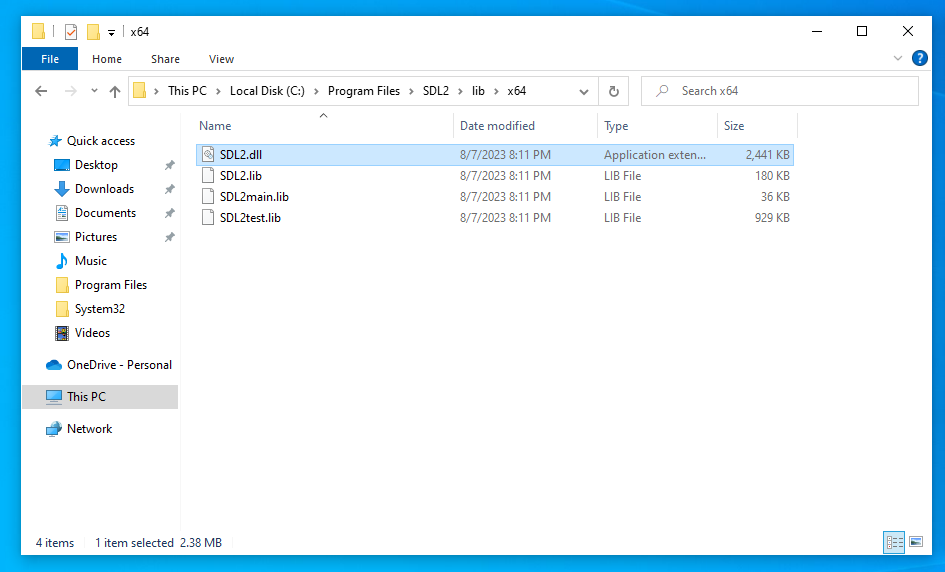 x64
File Home Share View
This PC Local Disk (C:) Program Files SDL2 lib x64
Search x64
Quick access
Desktop
Downloads
Documents
Pictures
Music
Program Files
System32
Videos
OneDrive - Personal
This PC
Network
Name Date modified Type Size
SDL2.dll 8/7/2023 8:11 PM Application exten... 2,441 KB
SDL2.lib 8/7/2023 8:11 PM LIB File 180 KB
SDL2main.lib 8/7/2023 8:11 PM LIB File 36 KB
SDL2test.lib 8/7/2023 8:11 PM LIB File 929 KB
4 items 1 item selected 2.38 MB